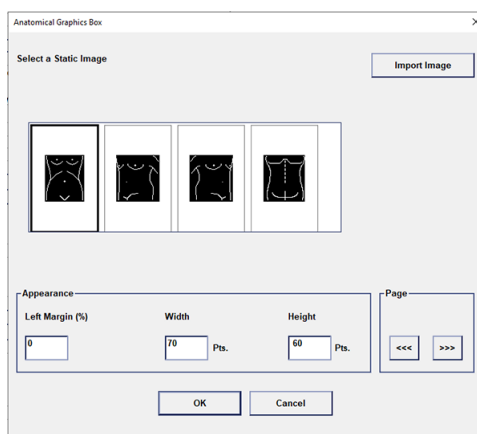 Anatomical Graphics Box
Select a Static Image
Import Image
Appearance
Page
Left Margin (%)
Width
Height
0
70
Pts.
60
Pts.
<<<
>>>
OK
Cancel